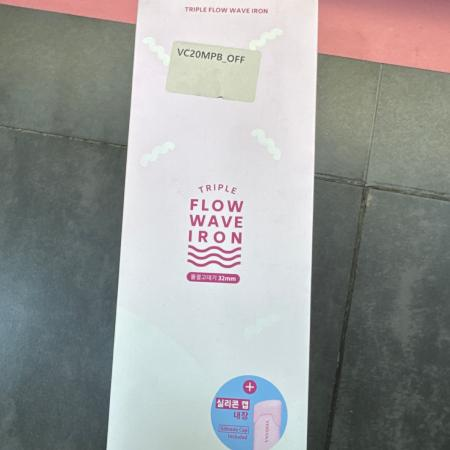 TRIPLE FLOW WAVE IRON
VC20MPB_OFF
TRIPLE
FLOW
WAVE
IRON
물결고데기 32mm
+
실리콘 캡
내장
Silicone Cap
Included